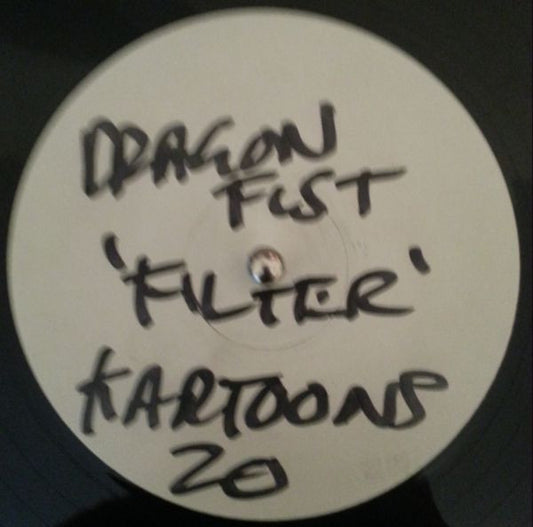 DRAGON
FIST
'FILTER'
KARTOONS
20